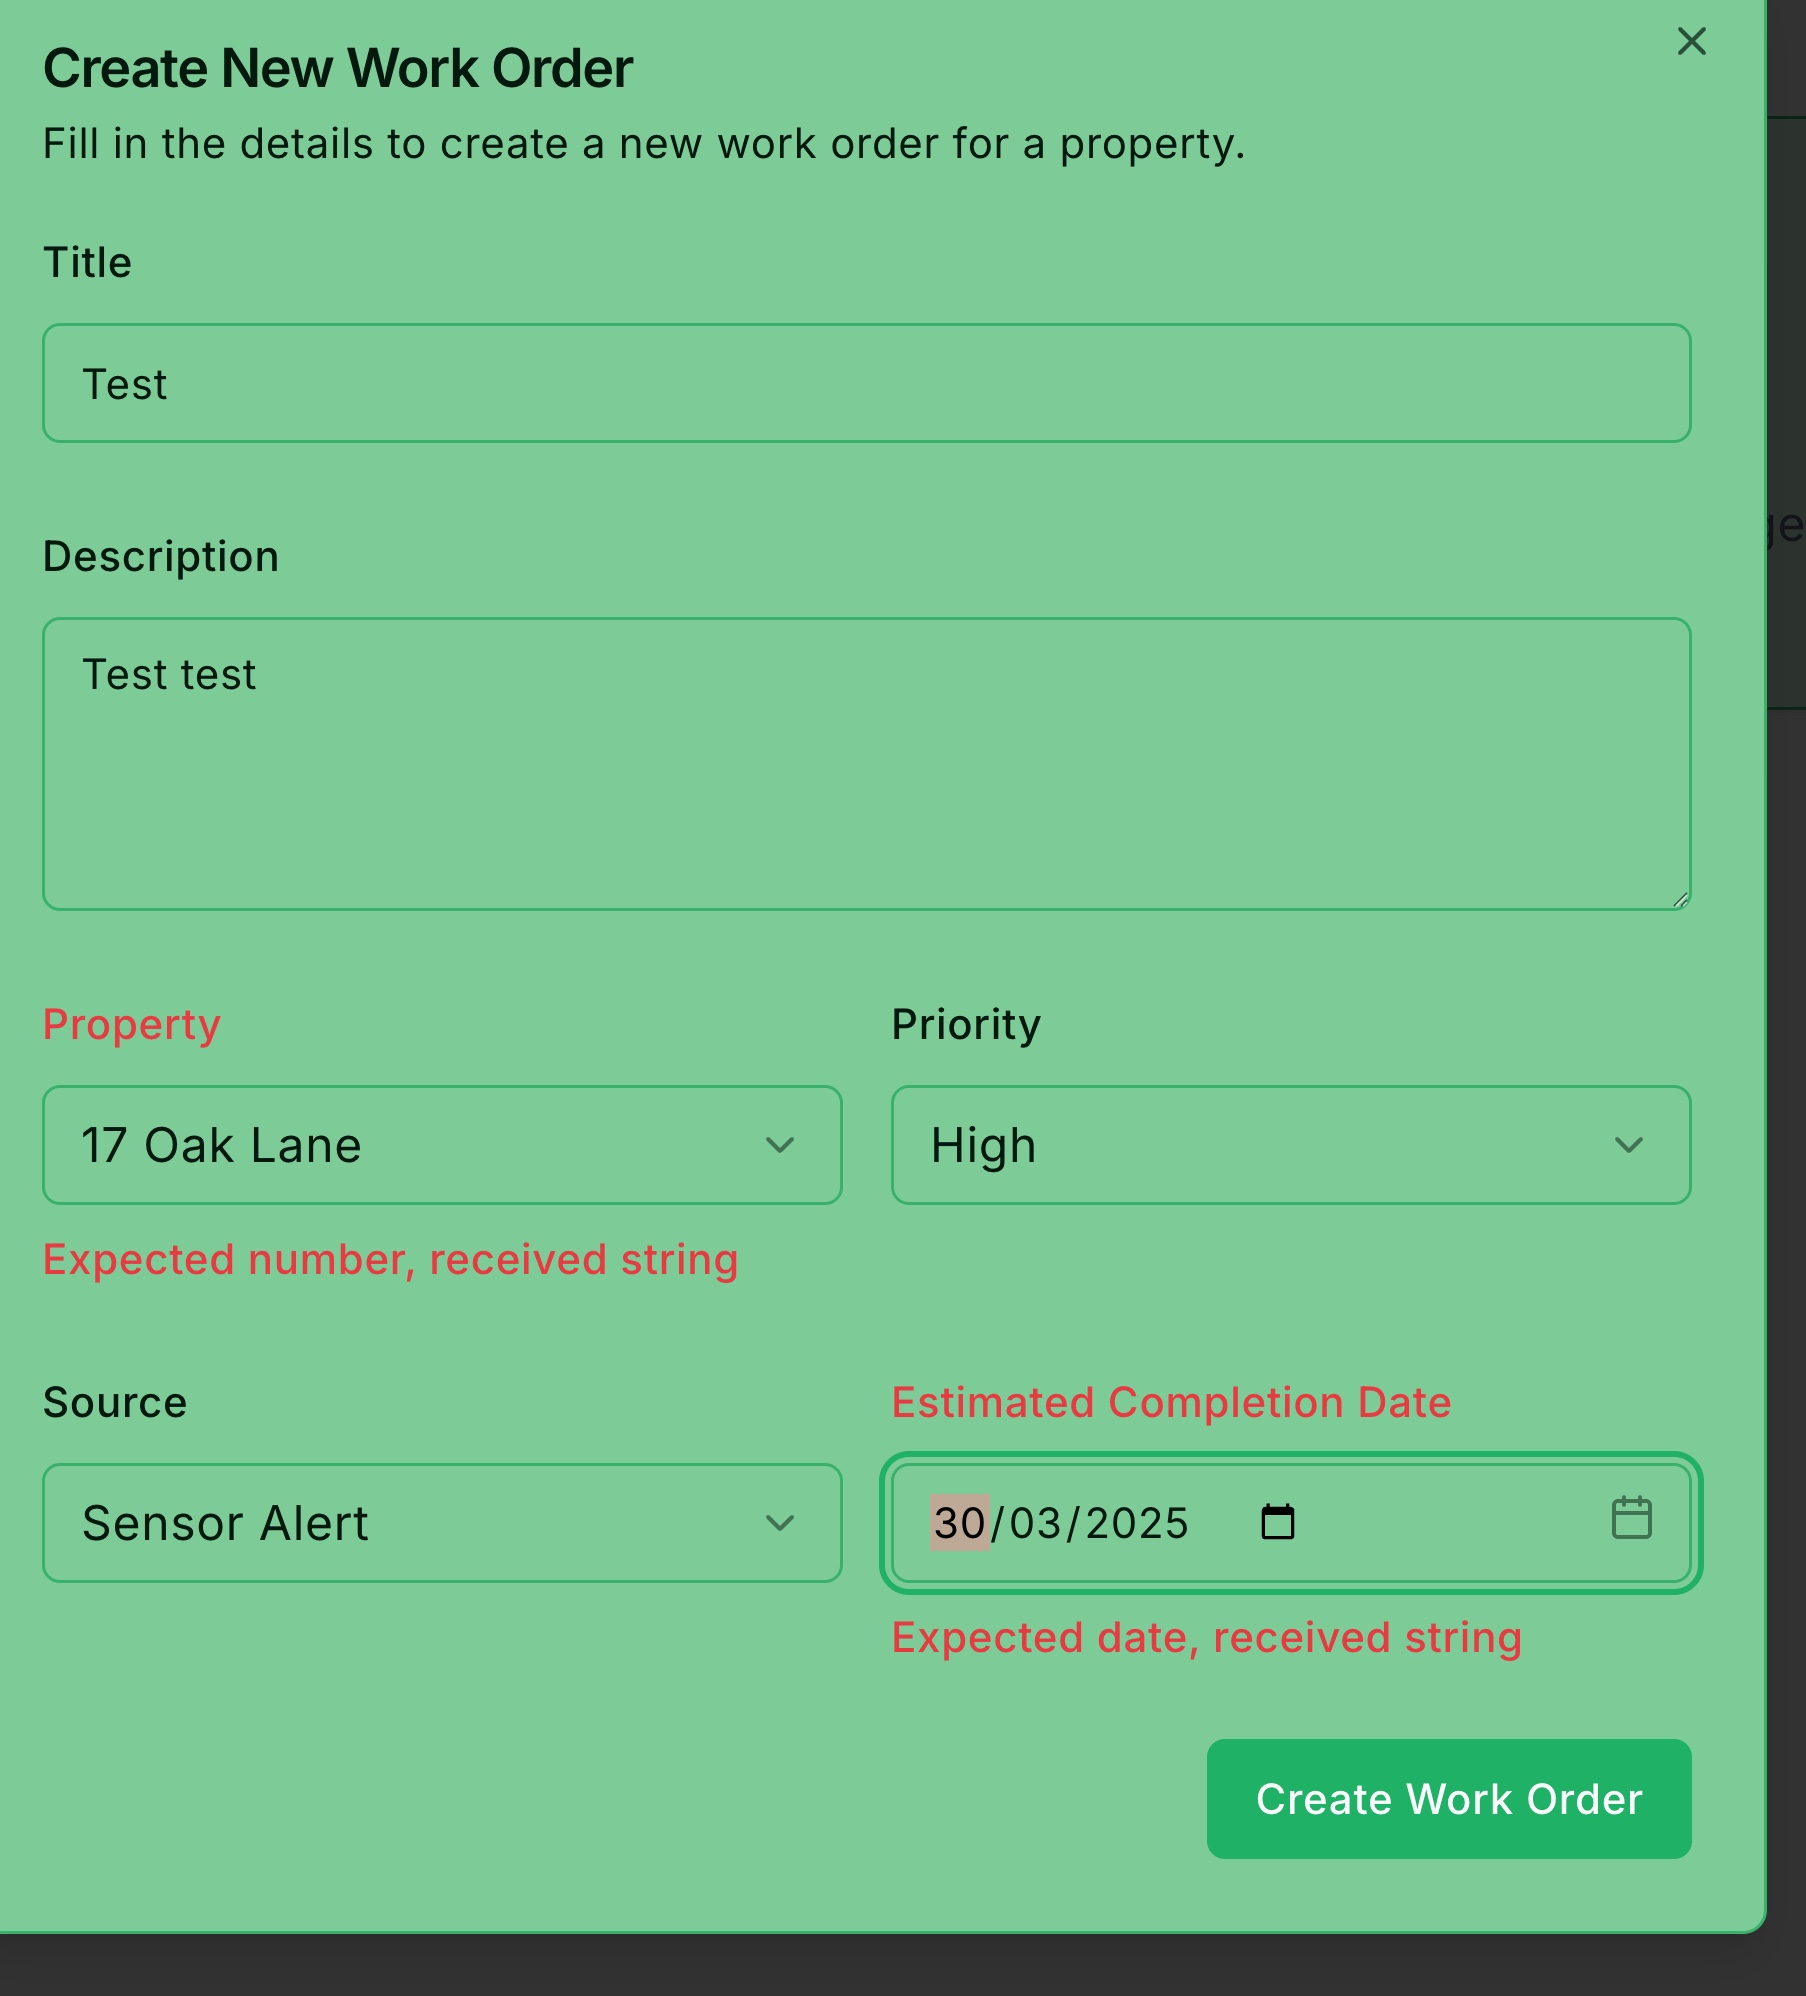 Create New Work Order
Fill in the details to create a new work order for a property.
Title
Test
Description
Test test
Property
Priority
17 Oak Lane
High
Expected number, received string
Source
Estimated Completion Date
Sensor Alert
30/03/2025
Expected date, received string
Create Work Order